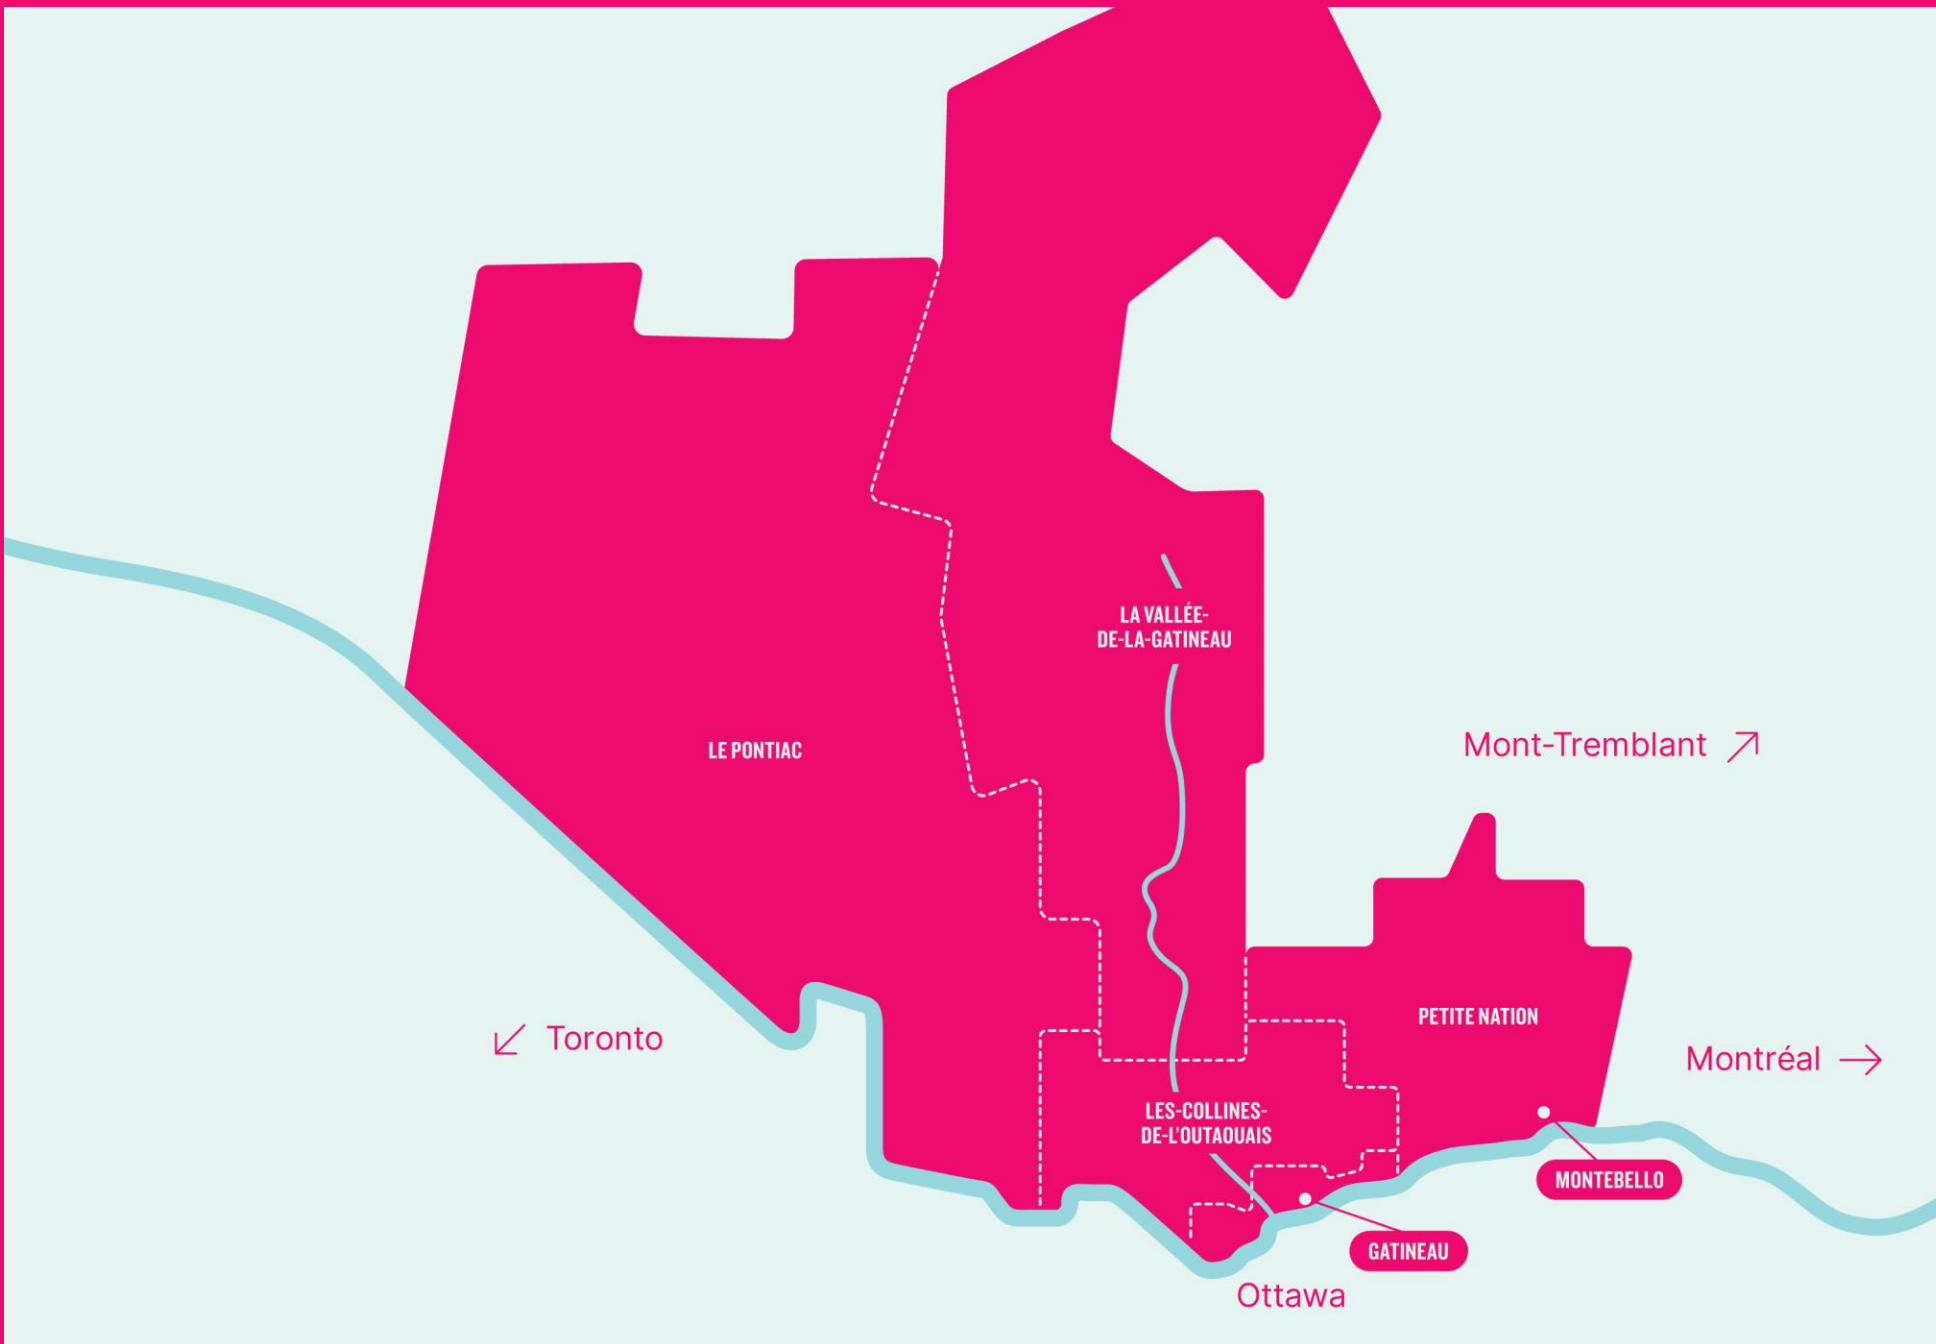 LA VALLÉE-
DE-LA-GATINEAU
LE PONTIAC
Mont-Tremblant ↗
PETITE NATION
↙ Toronto
Montréal →
LES-COLLINES-
DE-L'OUTAOUAIS
MONTEBELLO
GATINEAU
Ottawa